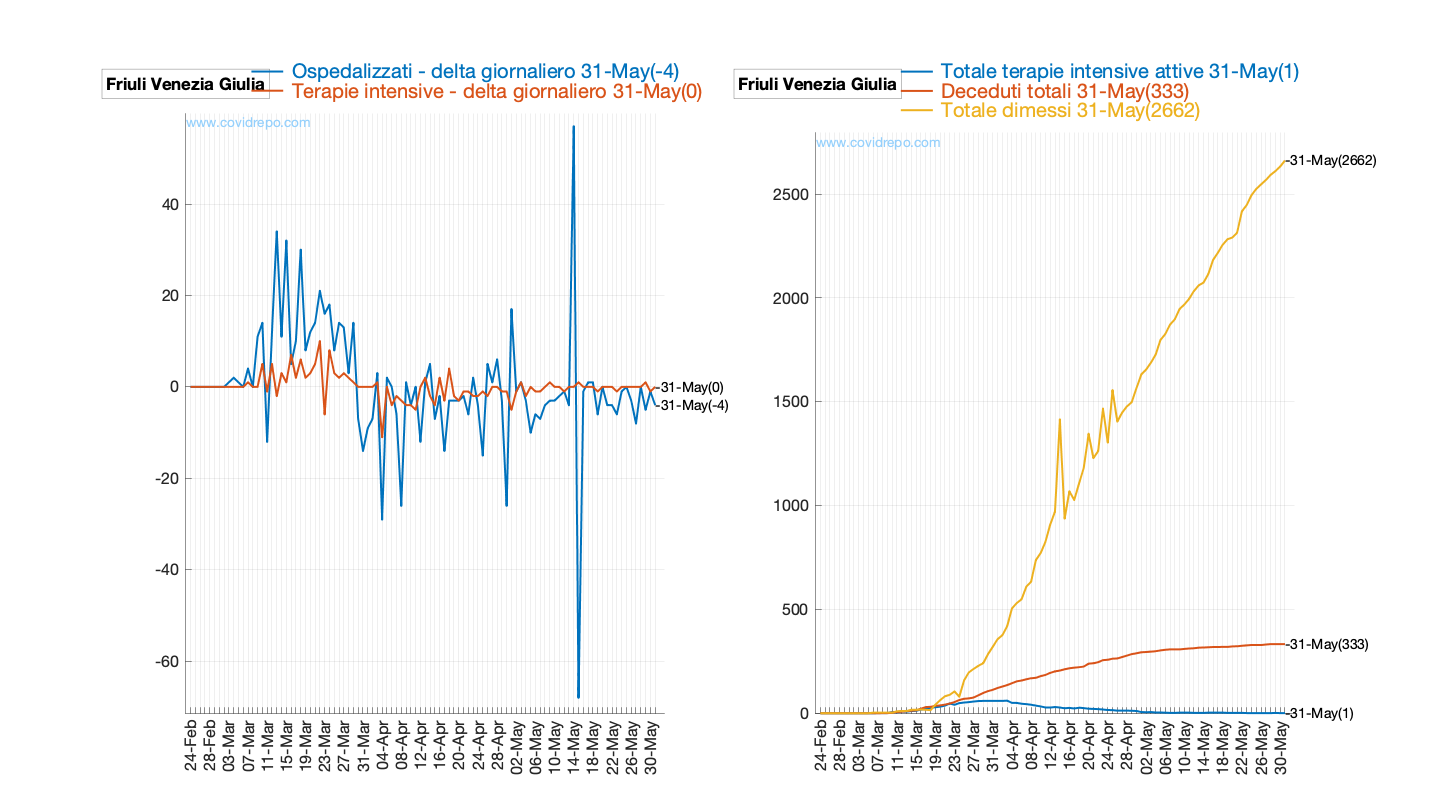 Friuli Venezia Giulia
Ospedalizzati - delta giornaliero 31-May(-4)
Terapie intensive - delta giornaliero 31-May(0)
www.covidrepo.com
40
20
0
-20
-40
-60
-31-May(0)
-31-May(-4)
24-Feb
28-Feb
03-Mar
07-Mar
11-Mar
15-Mar
19-Mar
23-Mar
27-Mar
31-Mar
04-Apr
08-Apr
12-Apr
16-Apr
20-Apr
24-Apr
28-Apr
02-May
06-May
10-May
14-May
18-May
22-May
26-May
30-May
Friuli Venezia Giulia
Totale terapie intensive attive 31-May(1)
Deceduti totali 31-May(333)
Totale dimessi 31-May(2662)
www.covidrepo.com
2500
2000
1500
1000
500
0
-31-May(2662)
-31-May(333)
-31-May(1)
24-Feb
28-Feb
03-Mar
07-Mar
11-Mar
15-Mar
19-Mar
23-Mar
27-Mar
31-Mar
04-Apr
08-Apr
12-Apr
16-Apr
20-Apr
24-Apr
28-Apr
02-May
06-May
10-May
14-May
18-May
22-May
26-May
30-May